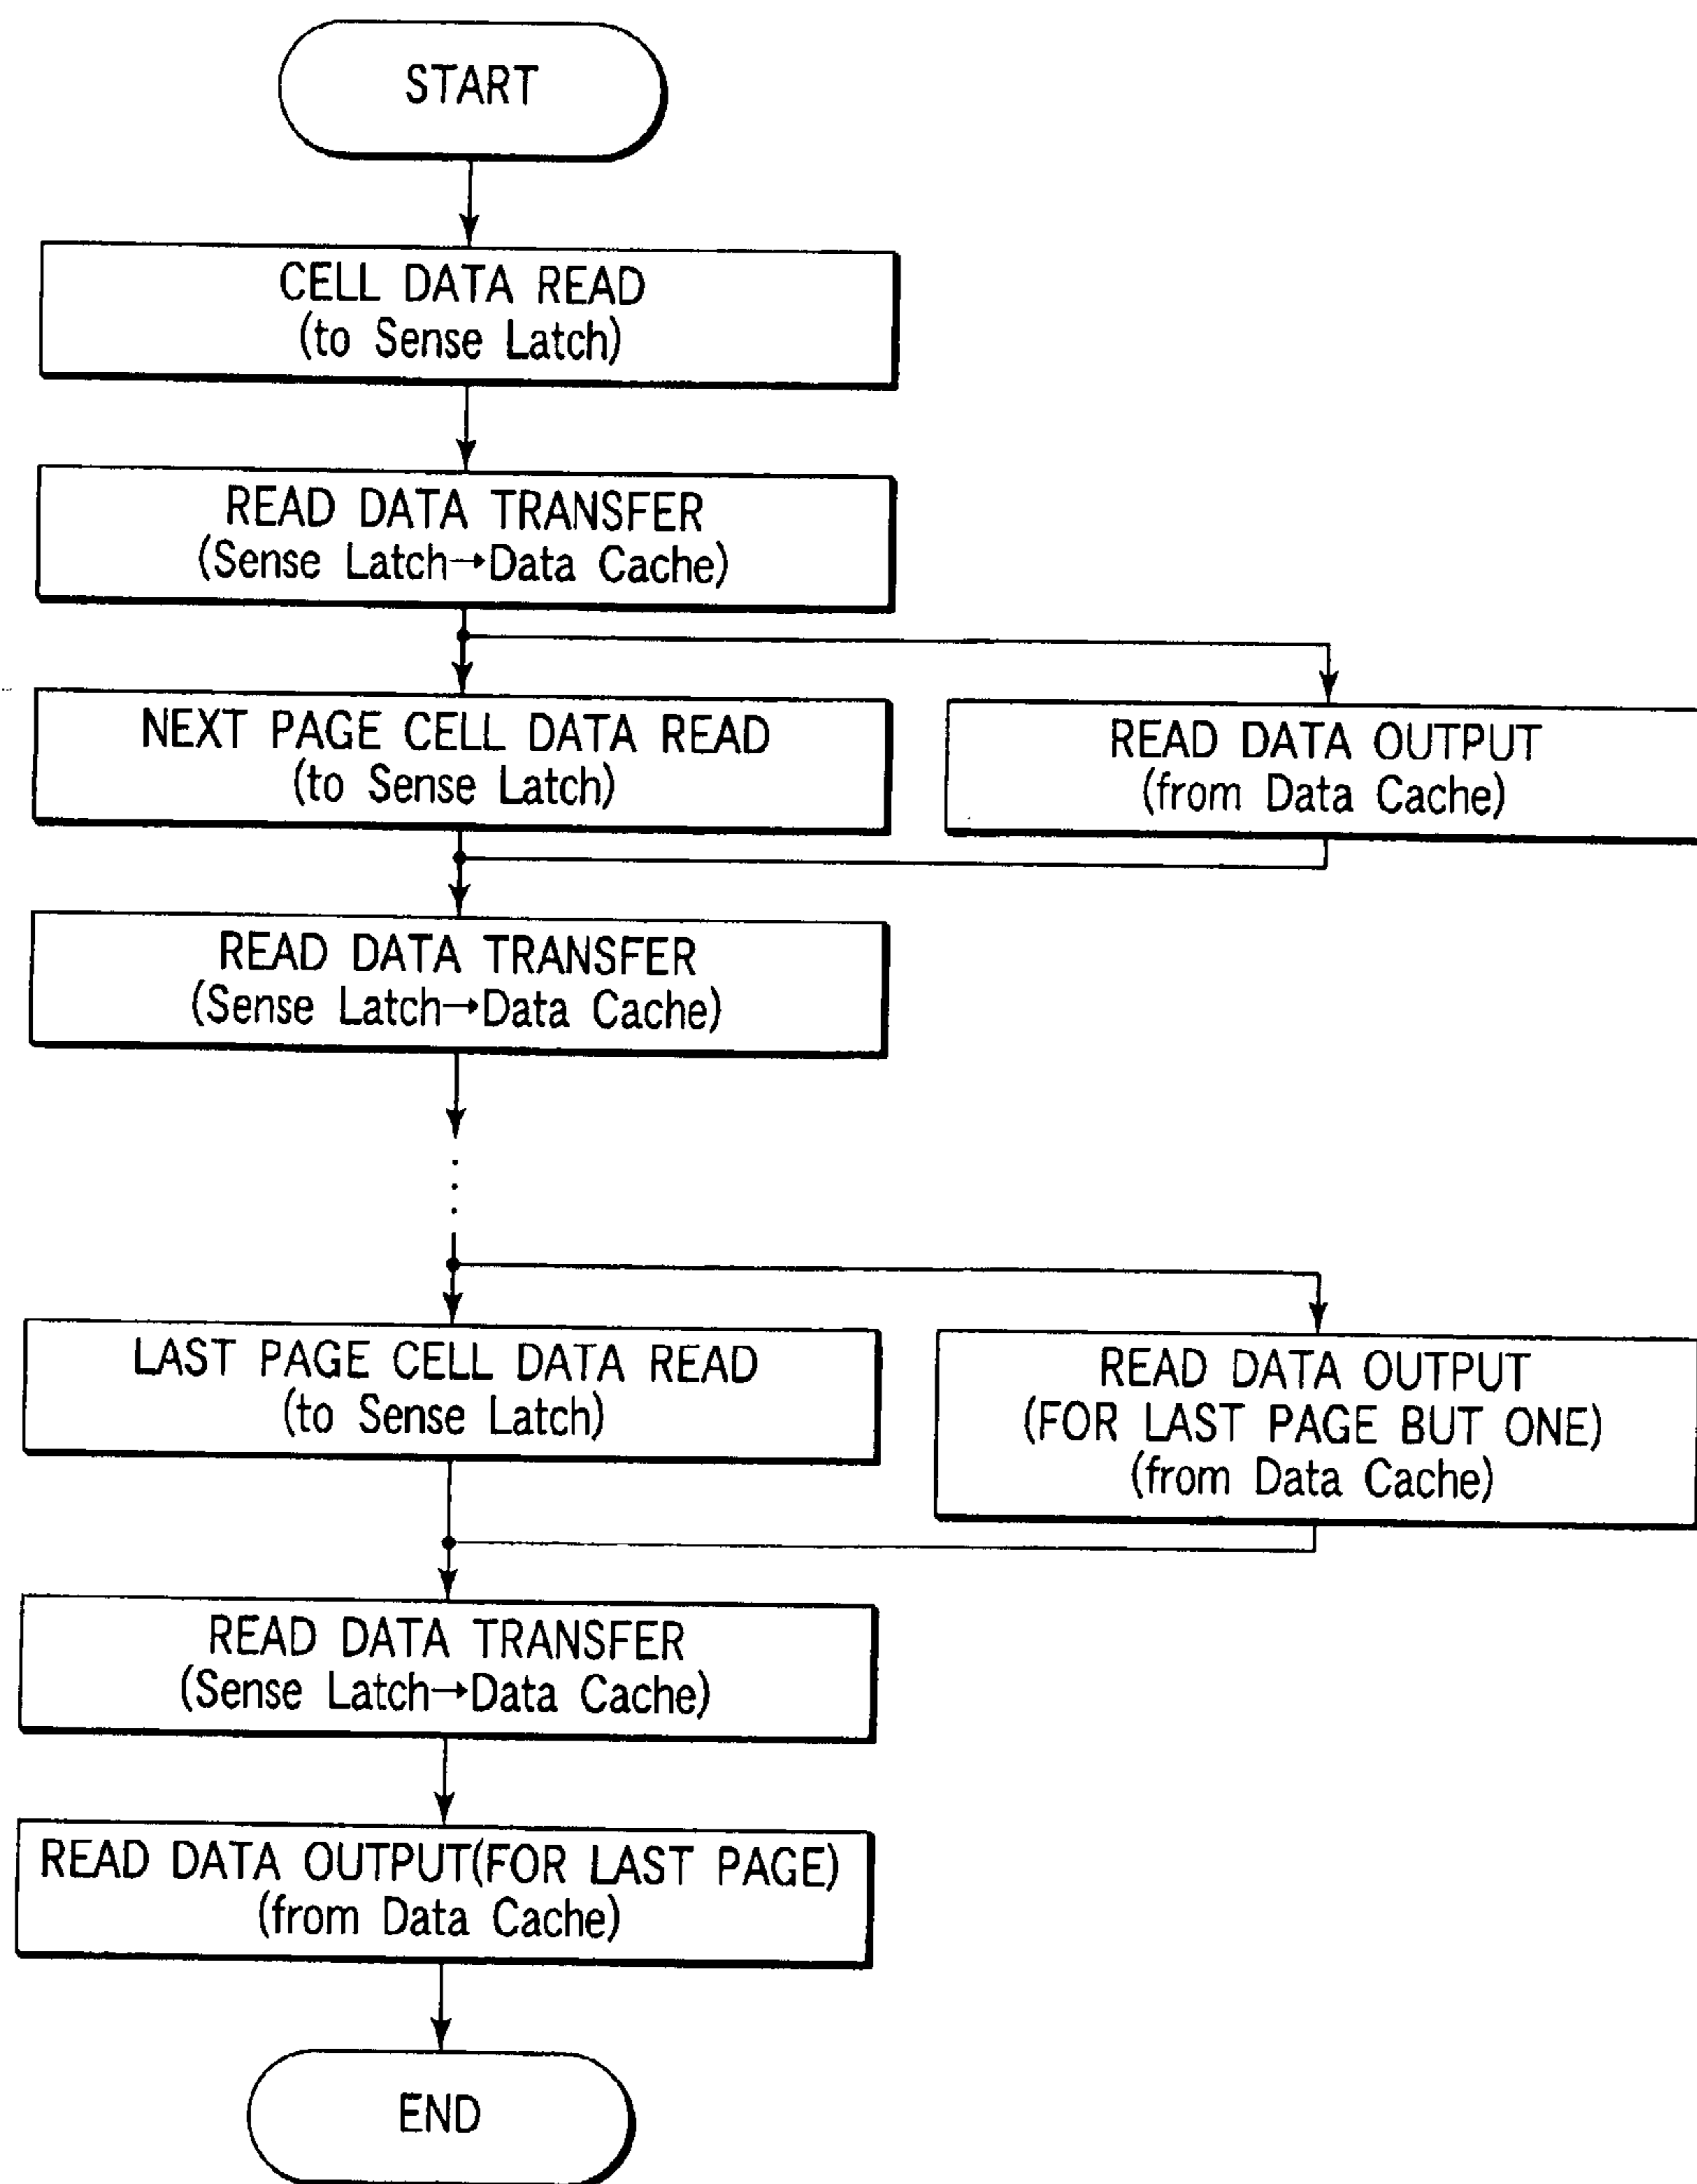 START
CELL DATA READ
(to Sense Latch)
READ DATA TRANSFER
(Sense Latch→Data Cache)
NEXT PAGE CELL DATA READ
(to Sense Latch)
READ DATA OUTPUT
(from Data Cache)
READ DATA TRANSFER
(Sense Latch→Data Cache)
LAST PAGE CELL DATA READ
(to Sense Latch)
READ DATA OUTPUT
(FOR LAST PAGE BUT ONE)
(from Data Cache)
READ DATA TRANSFER
(Sense Latch→Data Cache)
READ DATA OUTPUT(FOR LAST PAGE)
(from Data Cache)
END